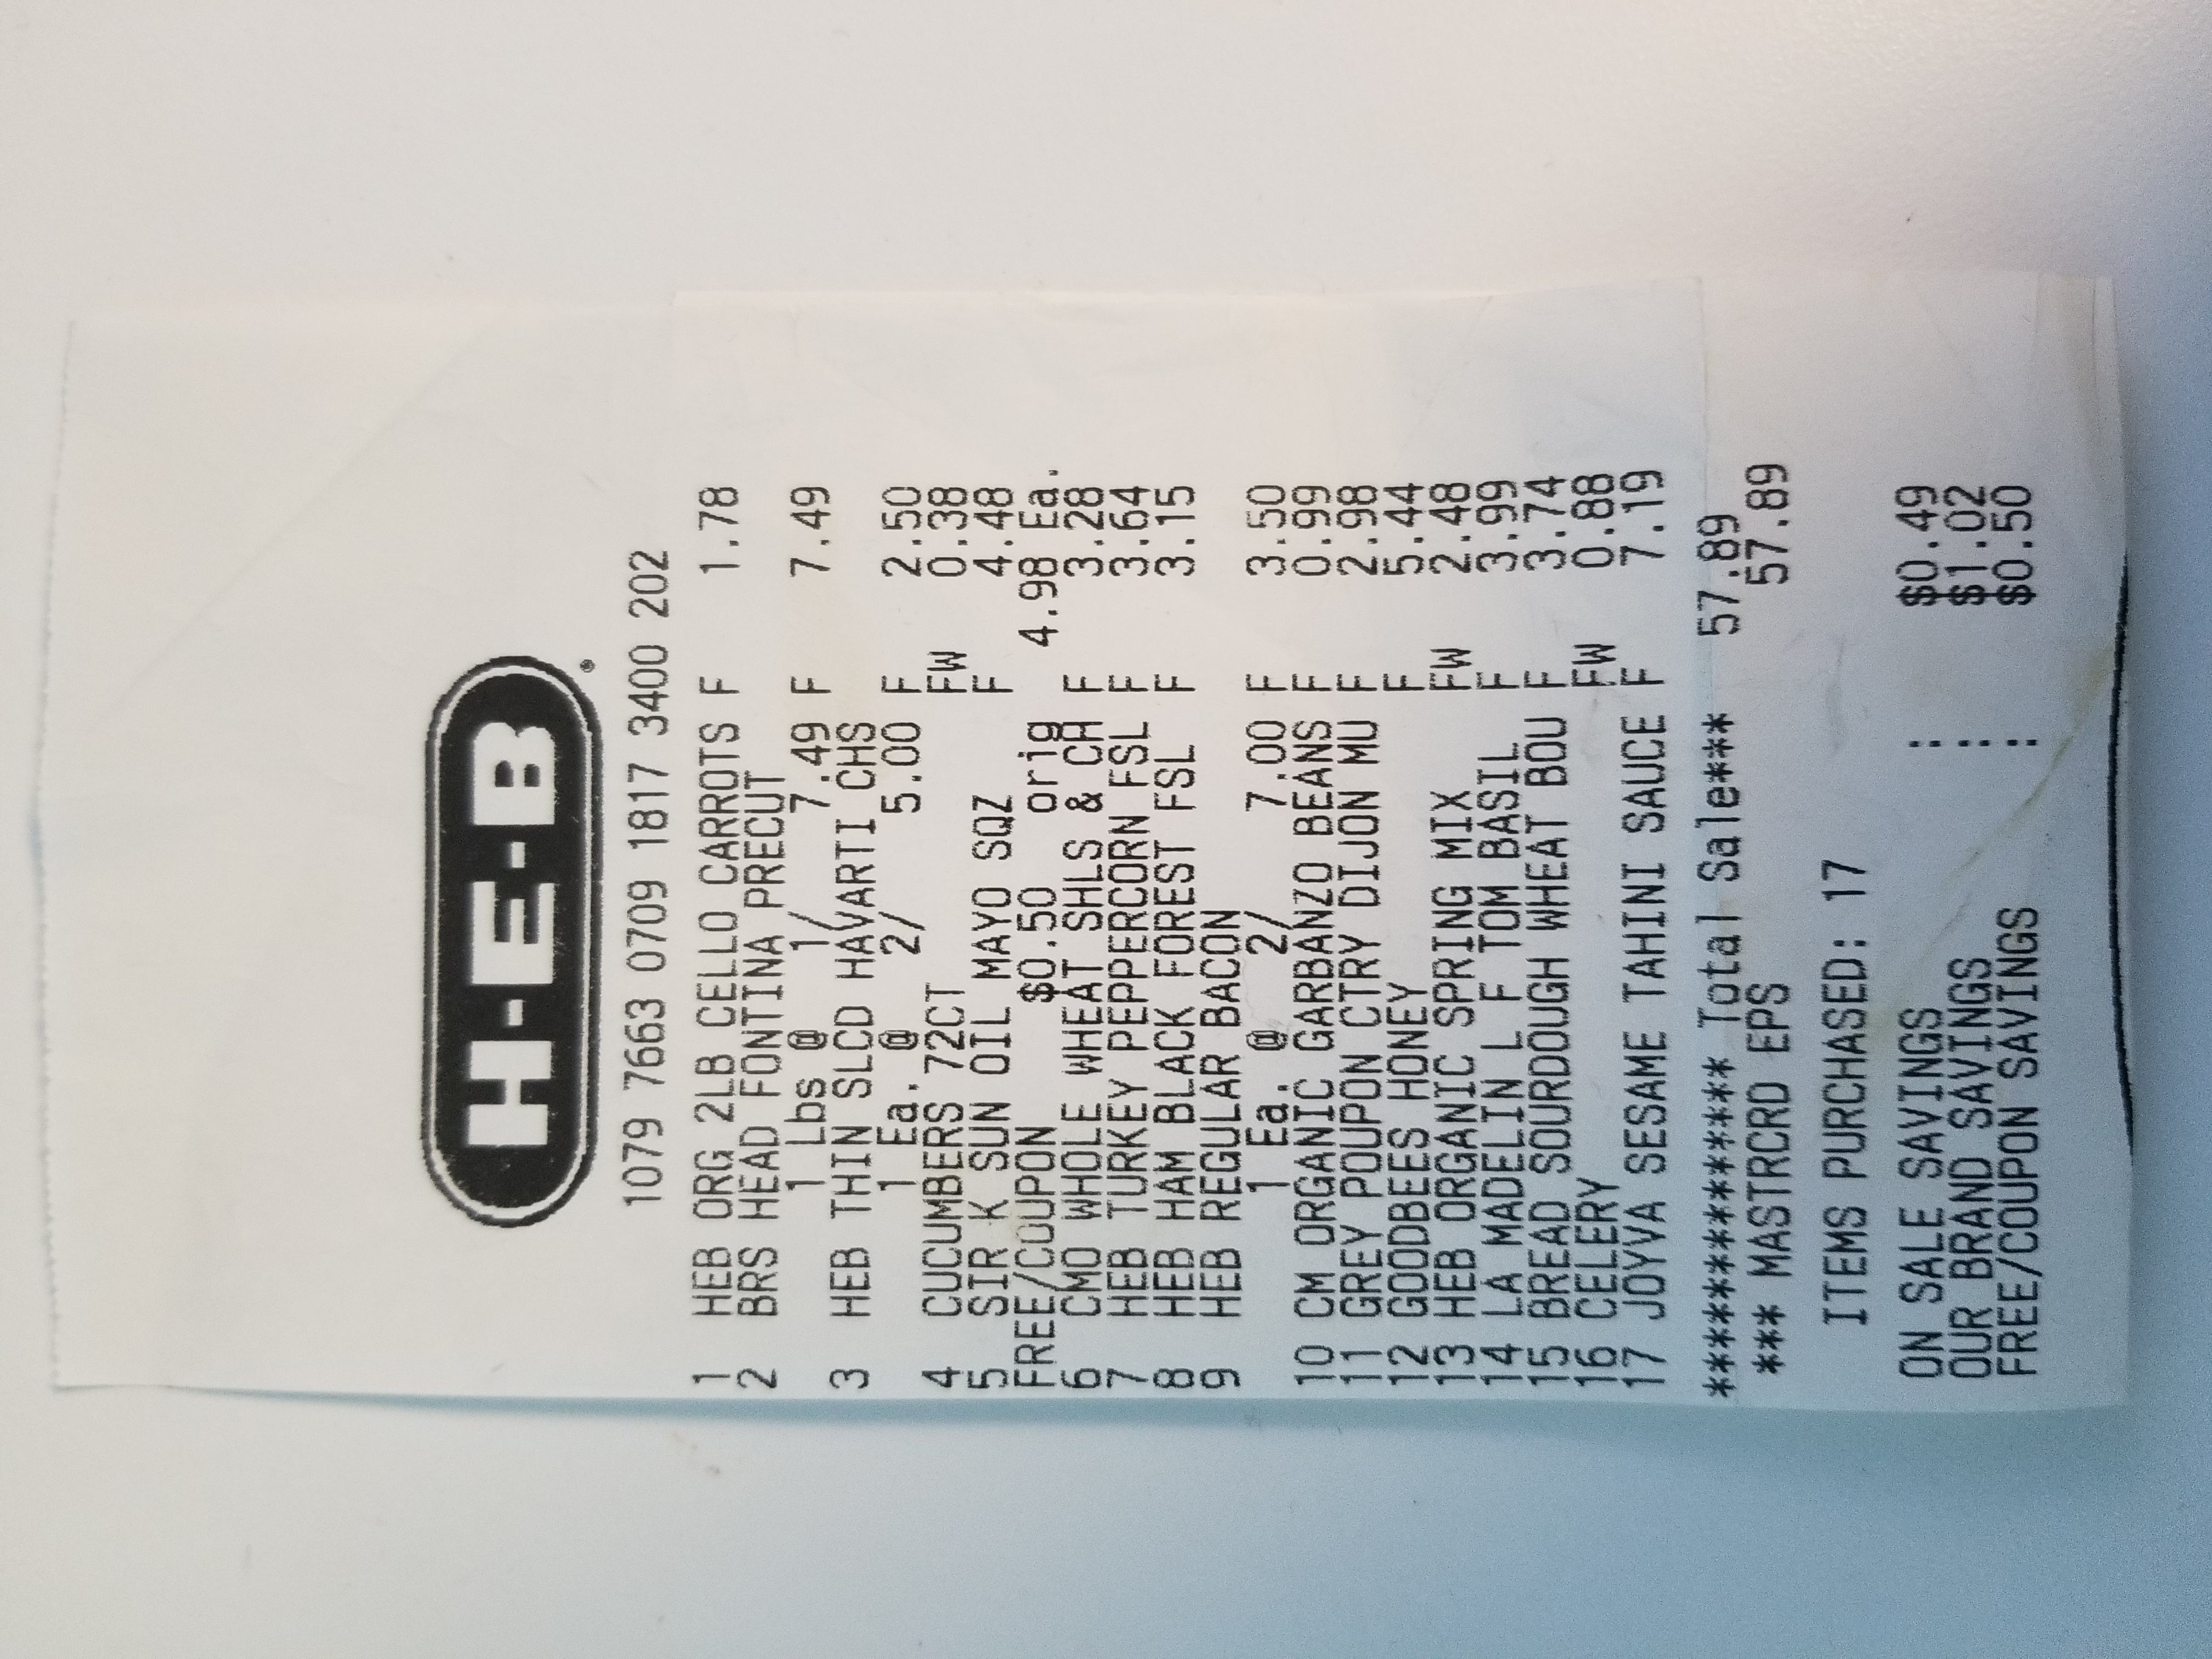 H-E-B
1079 7663 0709 1817 3400 202
1 HEB ORG 2LB CELLO CARROTS F 1.78
2 BRS HEAD FONTINA PRECUT
1 Lbs @ 1/ 7.49 F 7.49
3 HEB THIN SLCD HAVARTI CHS
1 Ea. @ 2/ 5.00 F 2.50
4 CUCUMBERS 72CT FW 0.38
5 SIR K SUN OIL MAYO SQZ F 4.48
FREE/COUPON $0.50 orig 4.98 Ea.
6 CMO WHOLE WHEAT SHLS & CH F 3.28
7 HEB TURKEY PEPPERCORN FSL F 3.64
8 HEB HAM BLACK FOREST FSL F 3.15
9 HEB REGULAR BACON
1 Ea. @ 2/ 7.00 F 3.50
10 CM ORGANIC GARBANZO BEANS F 0.99
11 GREY POUPON CTRY DIJON MU F 2.98
12 GOODBEES HONEY F 5.44
13 HEB ORGANIC SPRING MIX FW 2.48
14 LA MADELIN L F TOM BASIL F 3.99
15 BREAD SOURDOUGH WHEAT BOU F 3.74
16 CELERY FW 0.88
17 JOYVA SESAME TAHINI SAUCE F 7.19
************** Total Sale*** 57.89
*** MASTRCRD EPS 57.89
ITEMS PURCHASED: 17
ON SALE SAVINGS : $0.49
OUR BRAND SAVINGS : $1.02
FREE/COUPON SAVINGS : $0.50